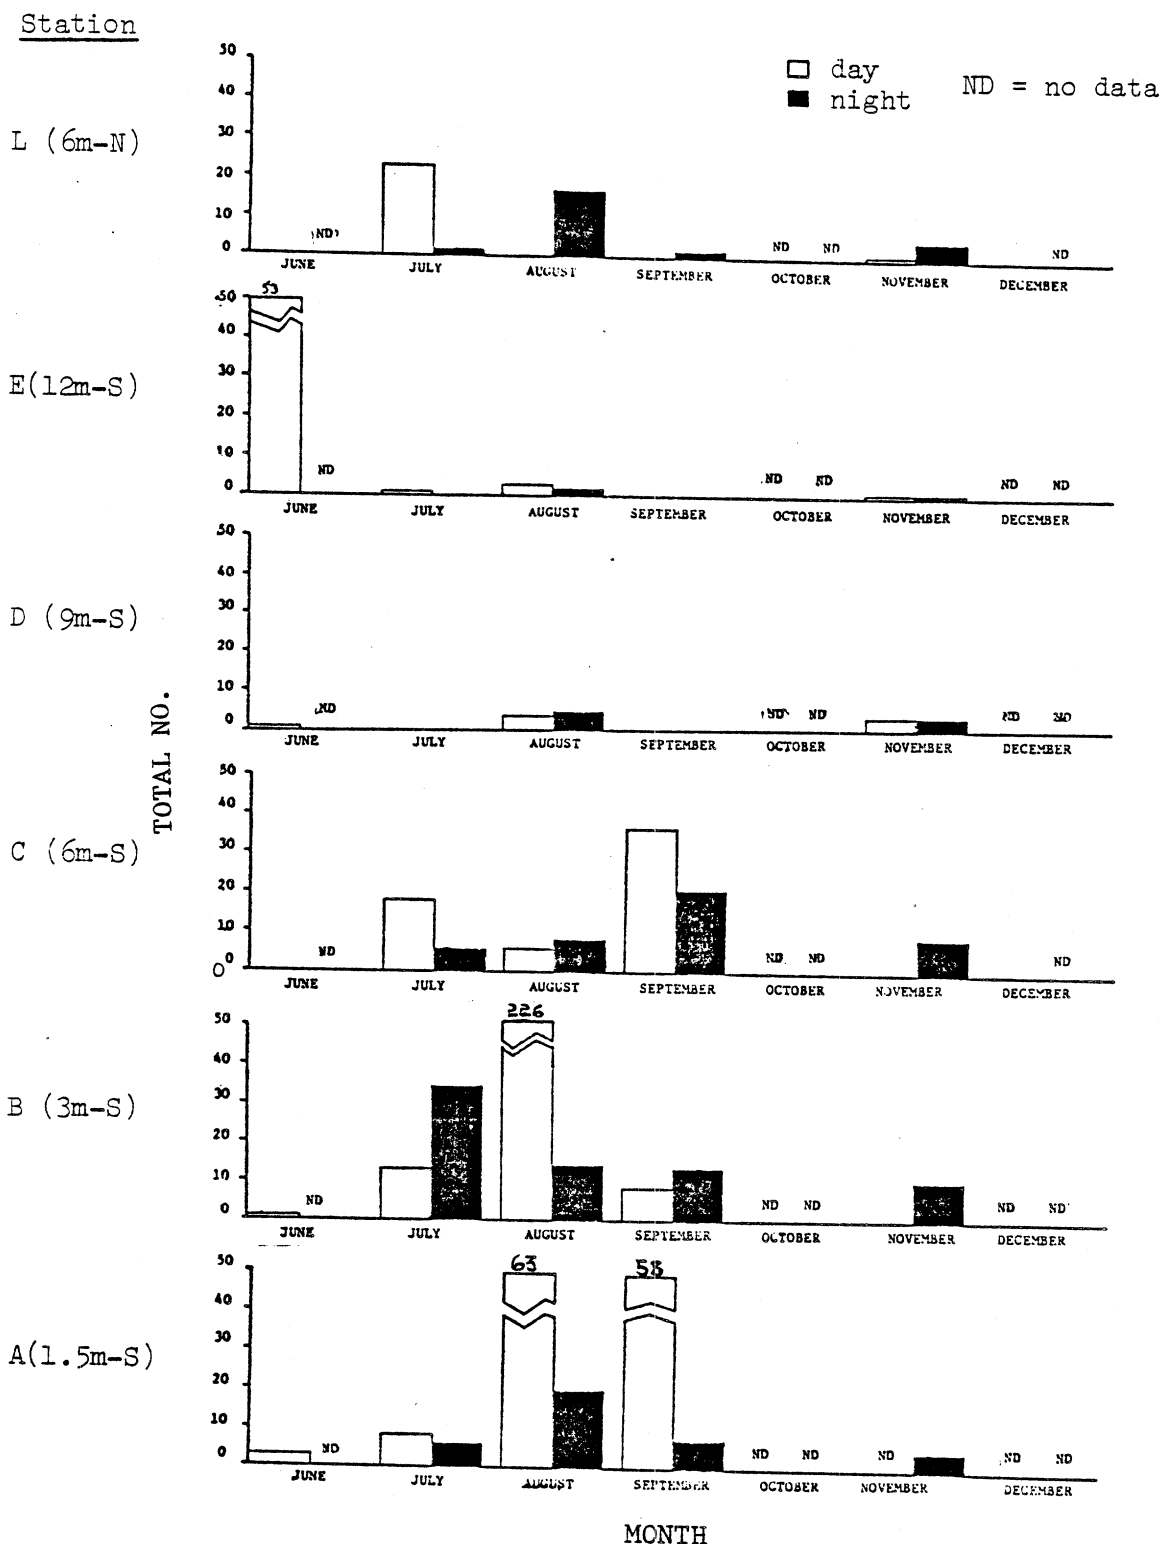 Station
day
night
ND = no data
L (6m-N)
50
40
30
20
10
0
ND
ND
ND
ND
JUNE
JULY
AUGUST
SEPTEMBER
OCTOBER
NOVEMBER
DECEMBER
E(12m-S)
53
50
40
30
20
10
0
ND
ND
ND
ND
ND
JUNE
JULY
AUGUST
SEPTEMBER
OCTOBER
NOVEMBER
DECEMBER
D (9m-S)
50
40
30
20
10
0
ND
ND
ND
ND
ND
JUNE
JULY
AUGUST
SEPTEMBER
OCTOBER
NOVEMBER
DECEMBER
TOTAL NO.
C (6m-S)
50
40
30
20
10
0
0
ND
ND
ND
ND
JUNE
JULY
AUGUST
SEPTEMBER
OCTOBER
NOVEMBER
DECEMBER
B (3m-S)
226
50
40
30
20
10
0
ND
ND
ND
ND
ND
JUNE
JULY
AUGUST
SEPTEMBER
OCTOBER
NOVEMBER
DECEMBER
A(1.5m-S)
63
50
40
30
20
10
0
ND
ND
ND
ND
ND
ND
JUNE
JULY
AUGUST
SEPTEMBER
OCTOBER
NOVEMBER
DECEMBER
MONTH